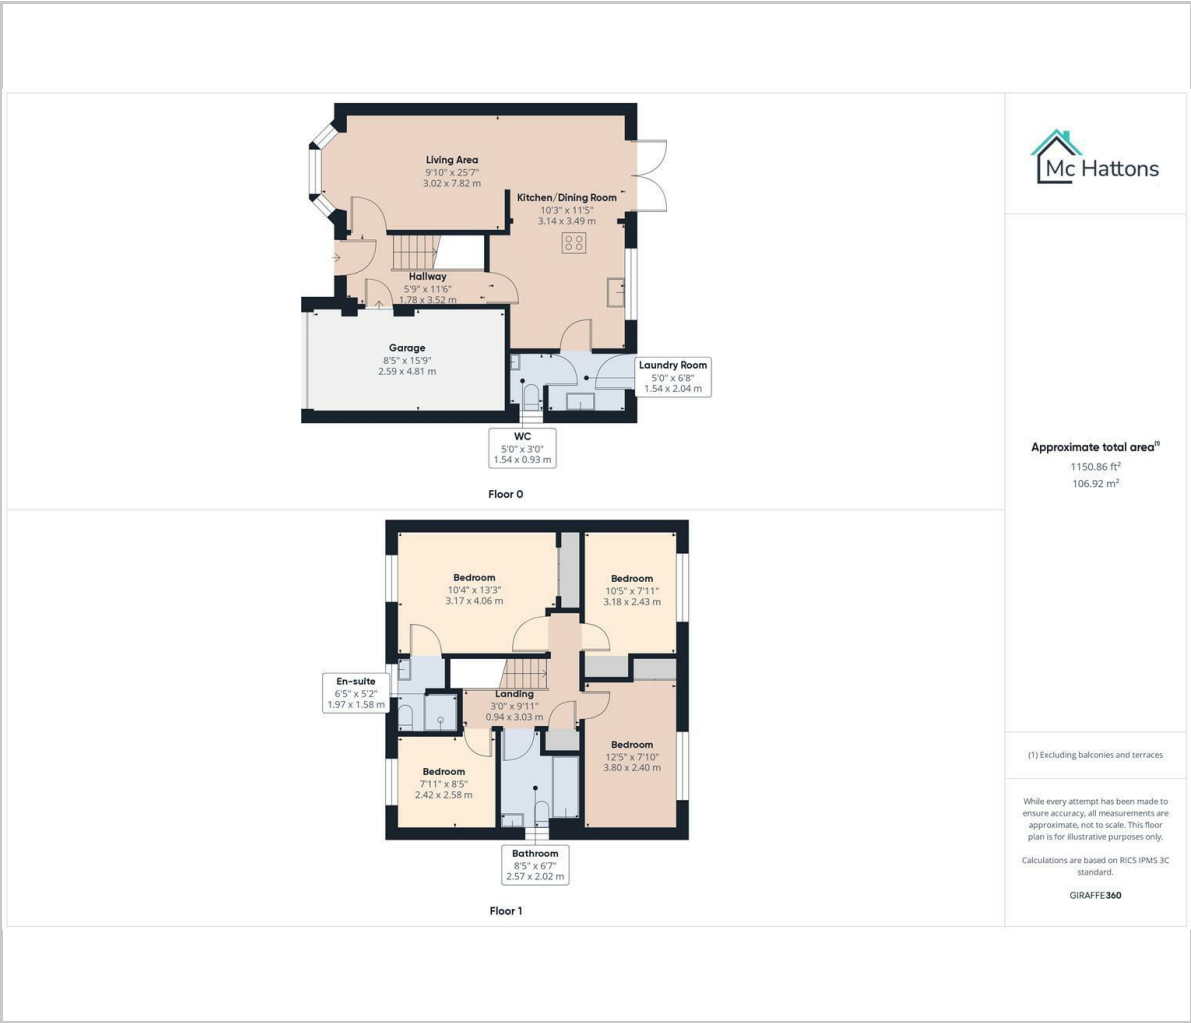 Living Area
9'10" x 25'7"
3.02 x 7.82 m
Kitchen/Dining Room
10'3" x 11'5"
3.14 x 3.49 m
Hallway
5'9" x 11'6"
1.78 x 3.52 m
Garage
8'5" x 15'9"
2.59 x 4.81 m
Laundry Room
5'0" x 6'8"
1.54 x 2.04 m
WC
5'0" x 3'0"
1.54 x 0.93 m
Floor 0
Bedroom
10'4" x 13'3"
3.17 x 4.06 m
Bedroom
10'5" x 7'11"
3.18 x 2.43 m
En-suite
6'5" x 5'2"
1.97 x 1.58 m
Landing
3'0" x 9'11"
0.94 x 3.03 m
Bedroom
12'5" x 7'10"
3.80 x 2.40 m
Bedroom
7'11" x 8'5"
2.42 x 2.58 m
Bathroom
8'5" x 6'7"
2.57 x 2.02 m
Floor 1
Mc Hattons
Approximate total area⁽¹⁾
1150.86 ft²
106.92 m²
(1) Excluding balconies and terraces
While every attempt has been made to
ensure accuracy, all measurements are
approximate, not to scale. This floor
plan is for illustrative purposes only.
Calculations are based on RICS IPMS 3C
standard.
GIRAFFE360